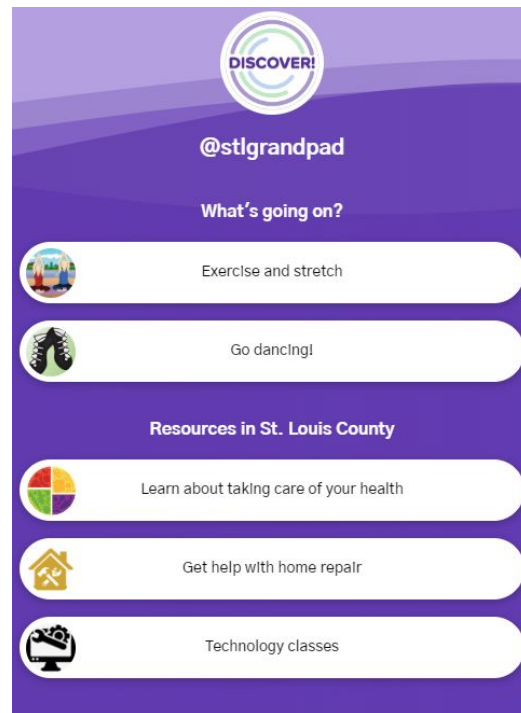 DISCOVER!
@stlgrandpad
What's going on?
Exercise and stretch
Go dancing!
Resources in St. Louis County
Learn about taking care of your health
Get help with home repair
Technology classes